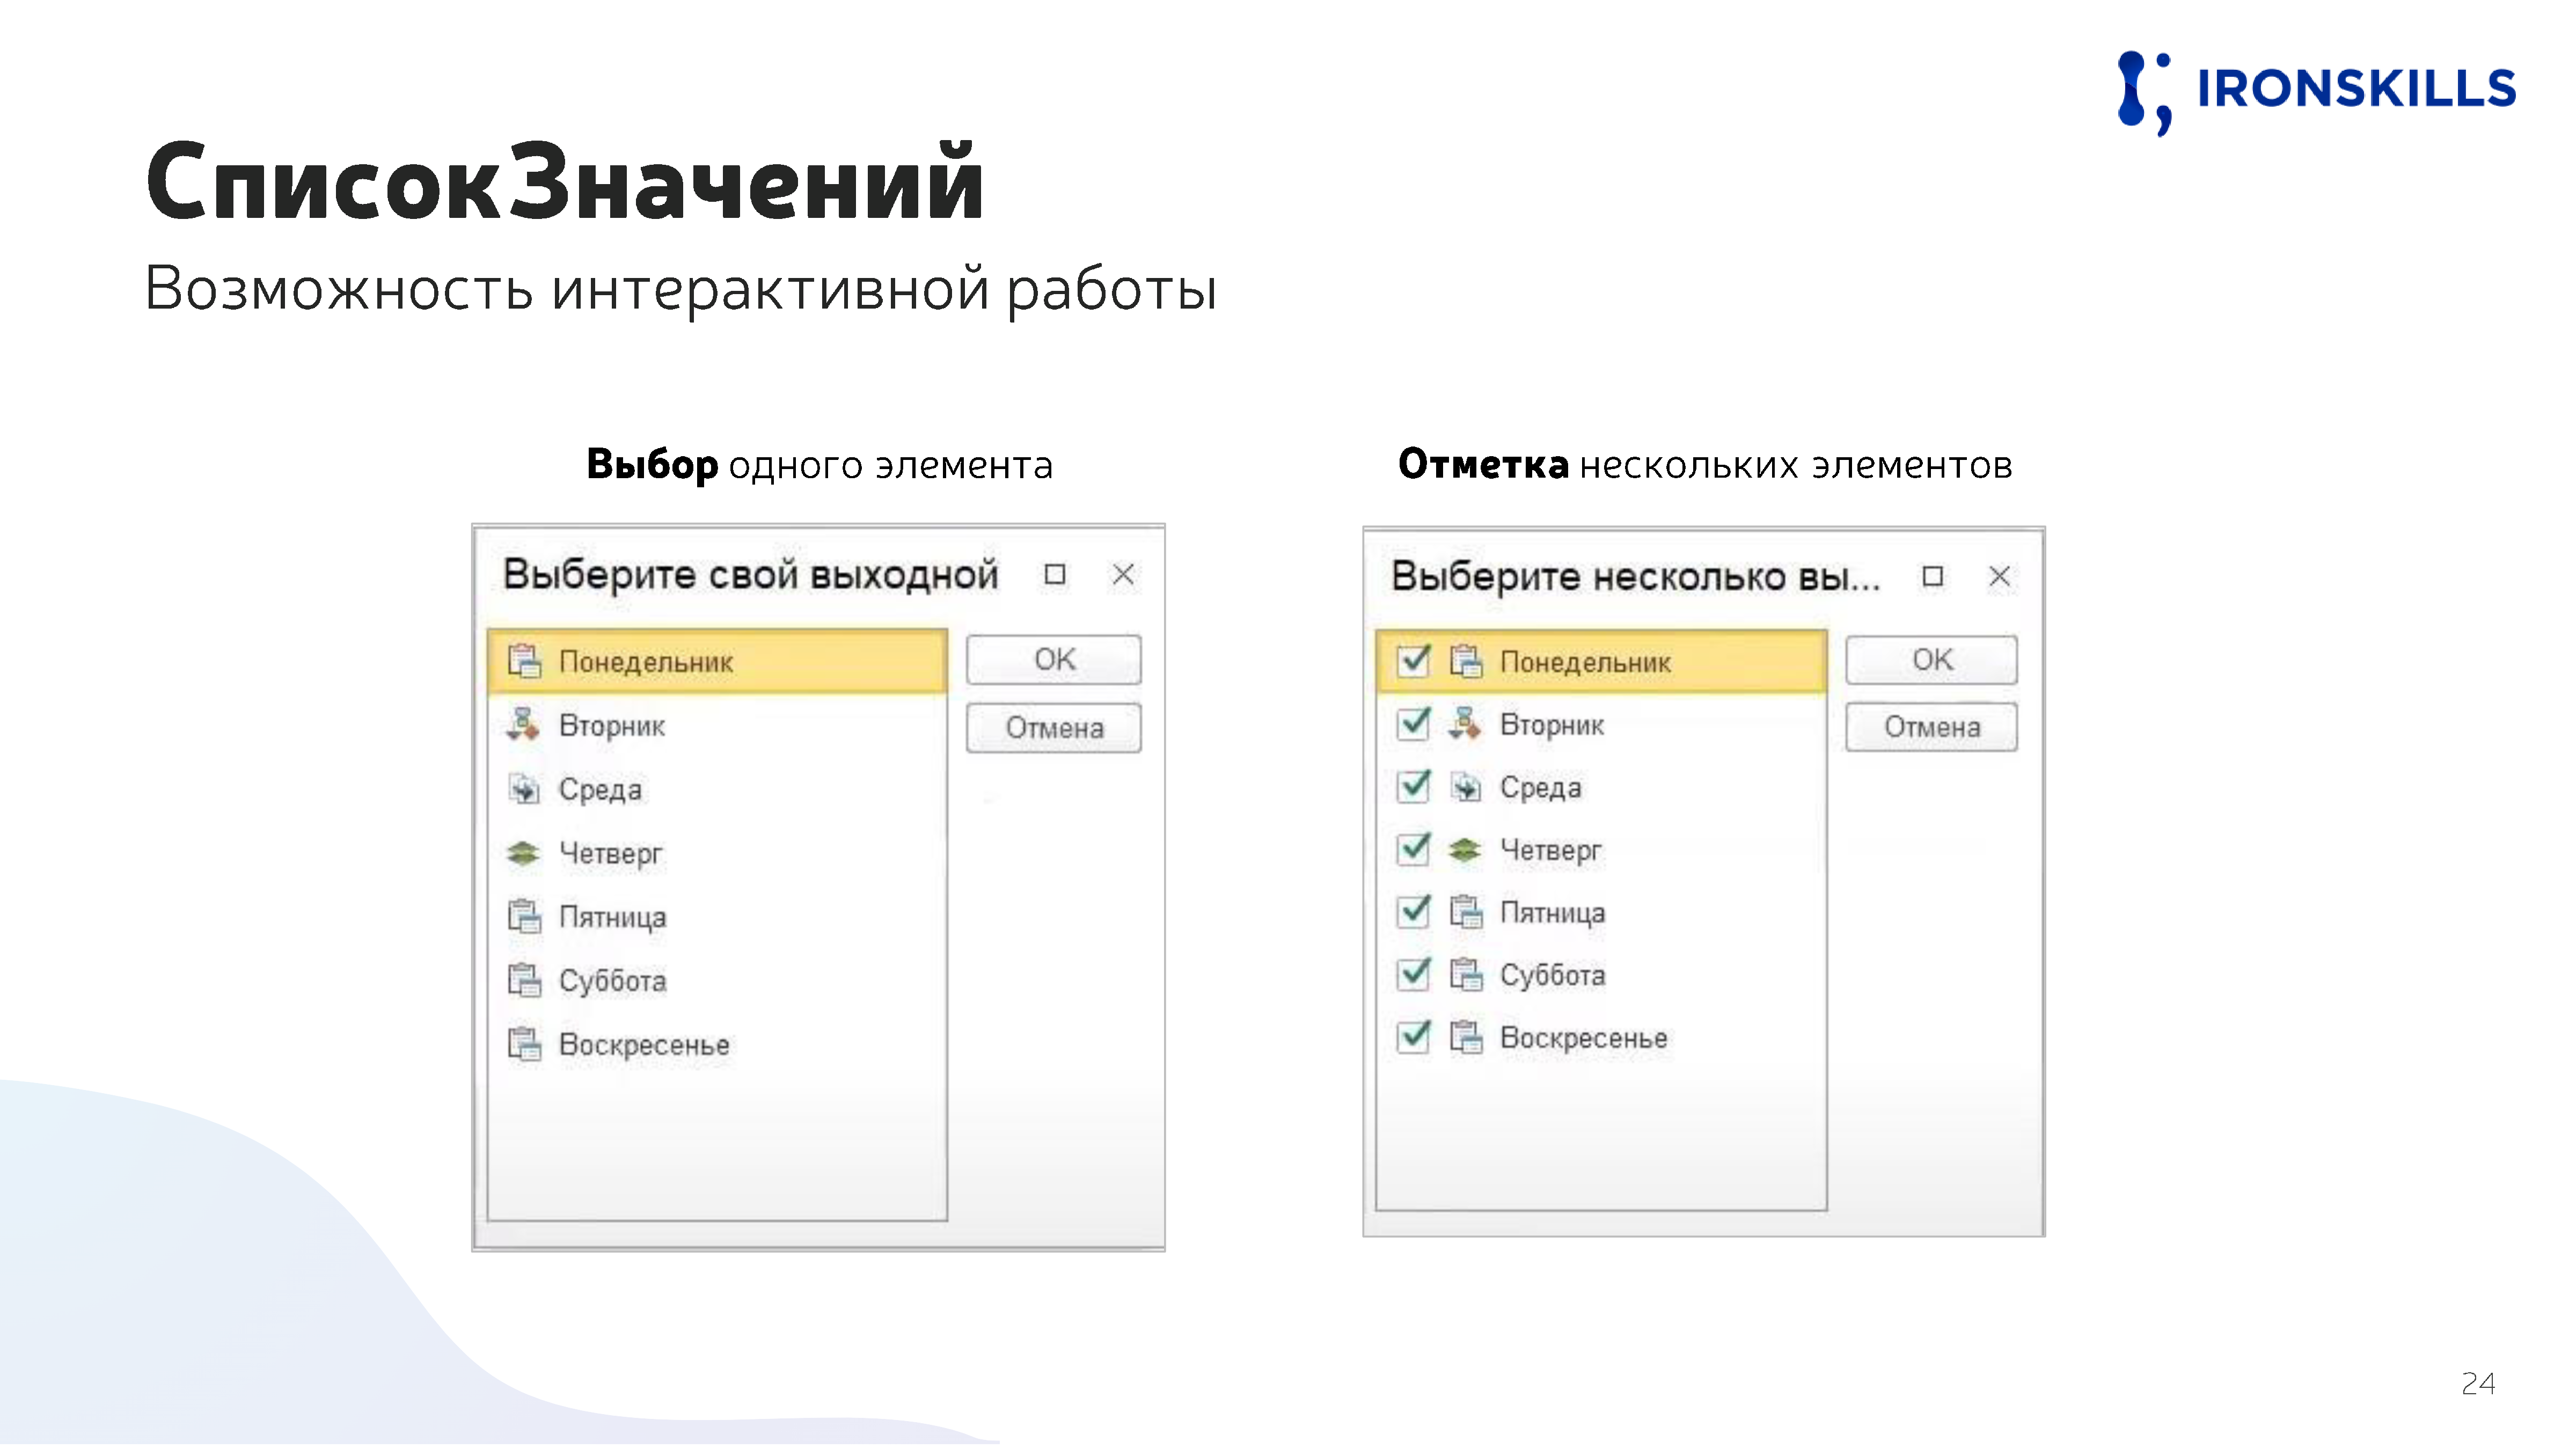 IRONSKILLS
СписокЗначений
Возможность интерактивной работы
Выбор одного элемента
Выберите свой выходной
Понедельник
OK
Вторник
Отмена
Среда
Четверг
Пятница
Суббота
Воскресенье
Отметка нескольких элементов
Выберите несколько вы...
Понедельник
OK
Вторник
Отмена
Среда
Четверг
Пятница
Суббота
Воскресенье
24